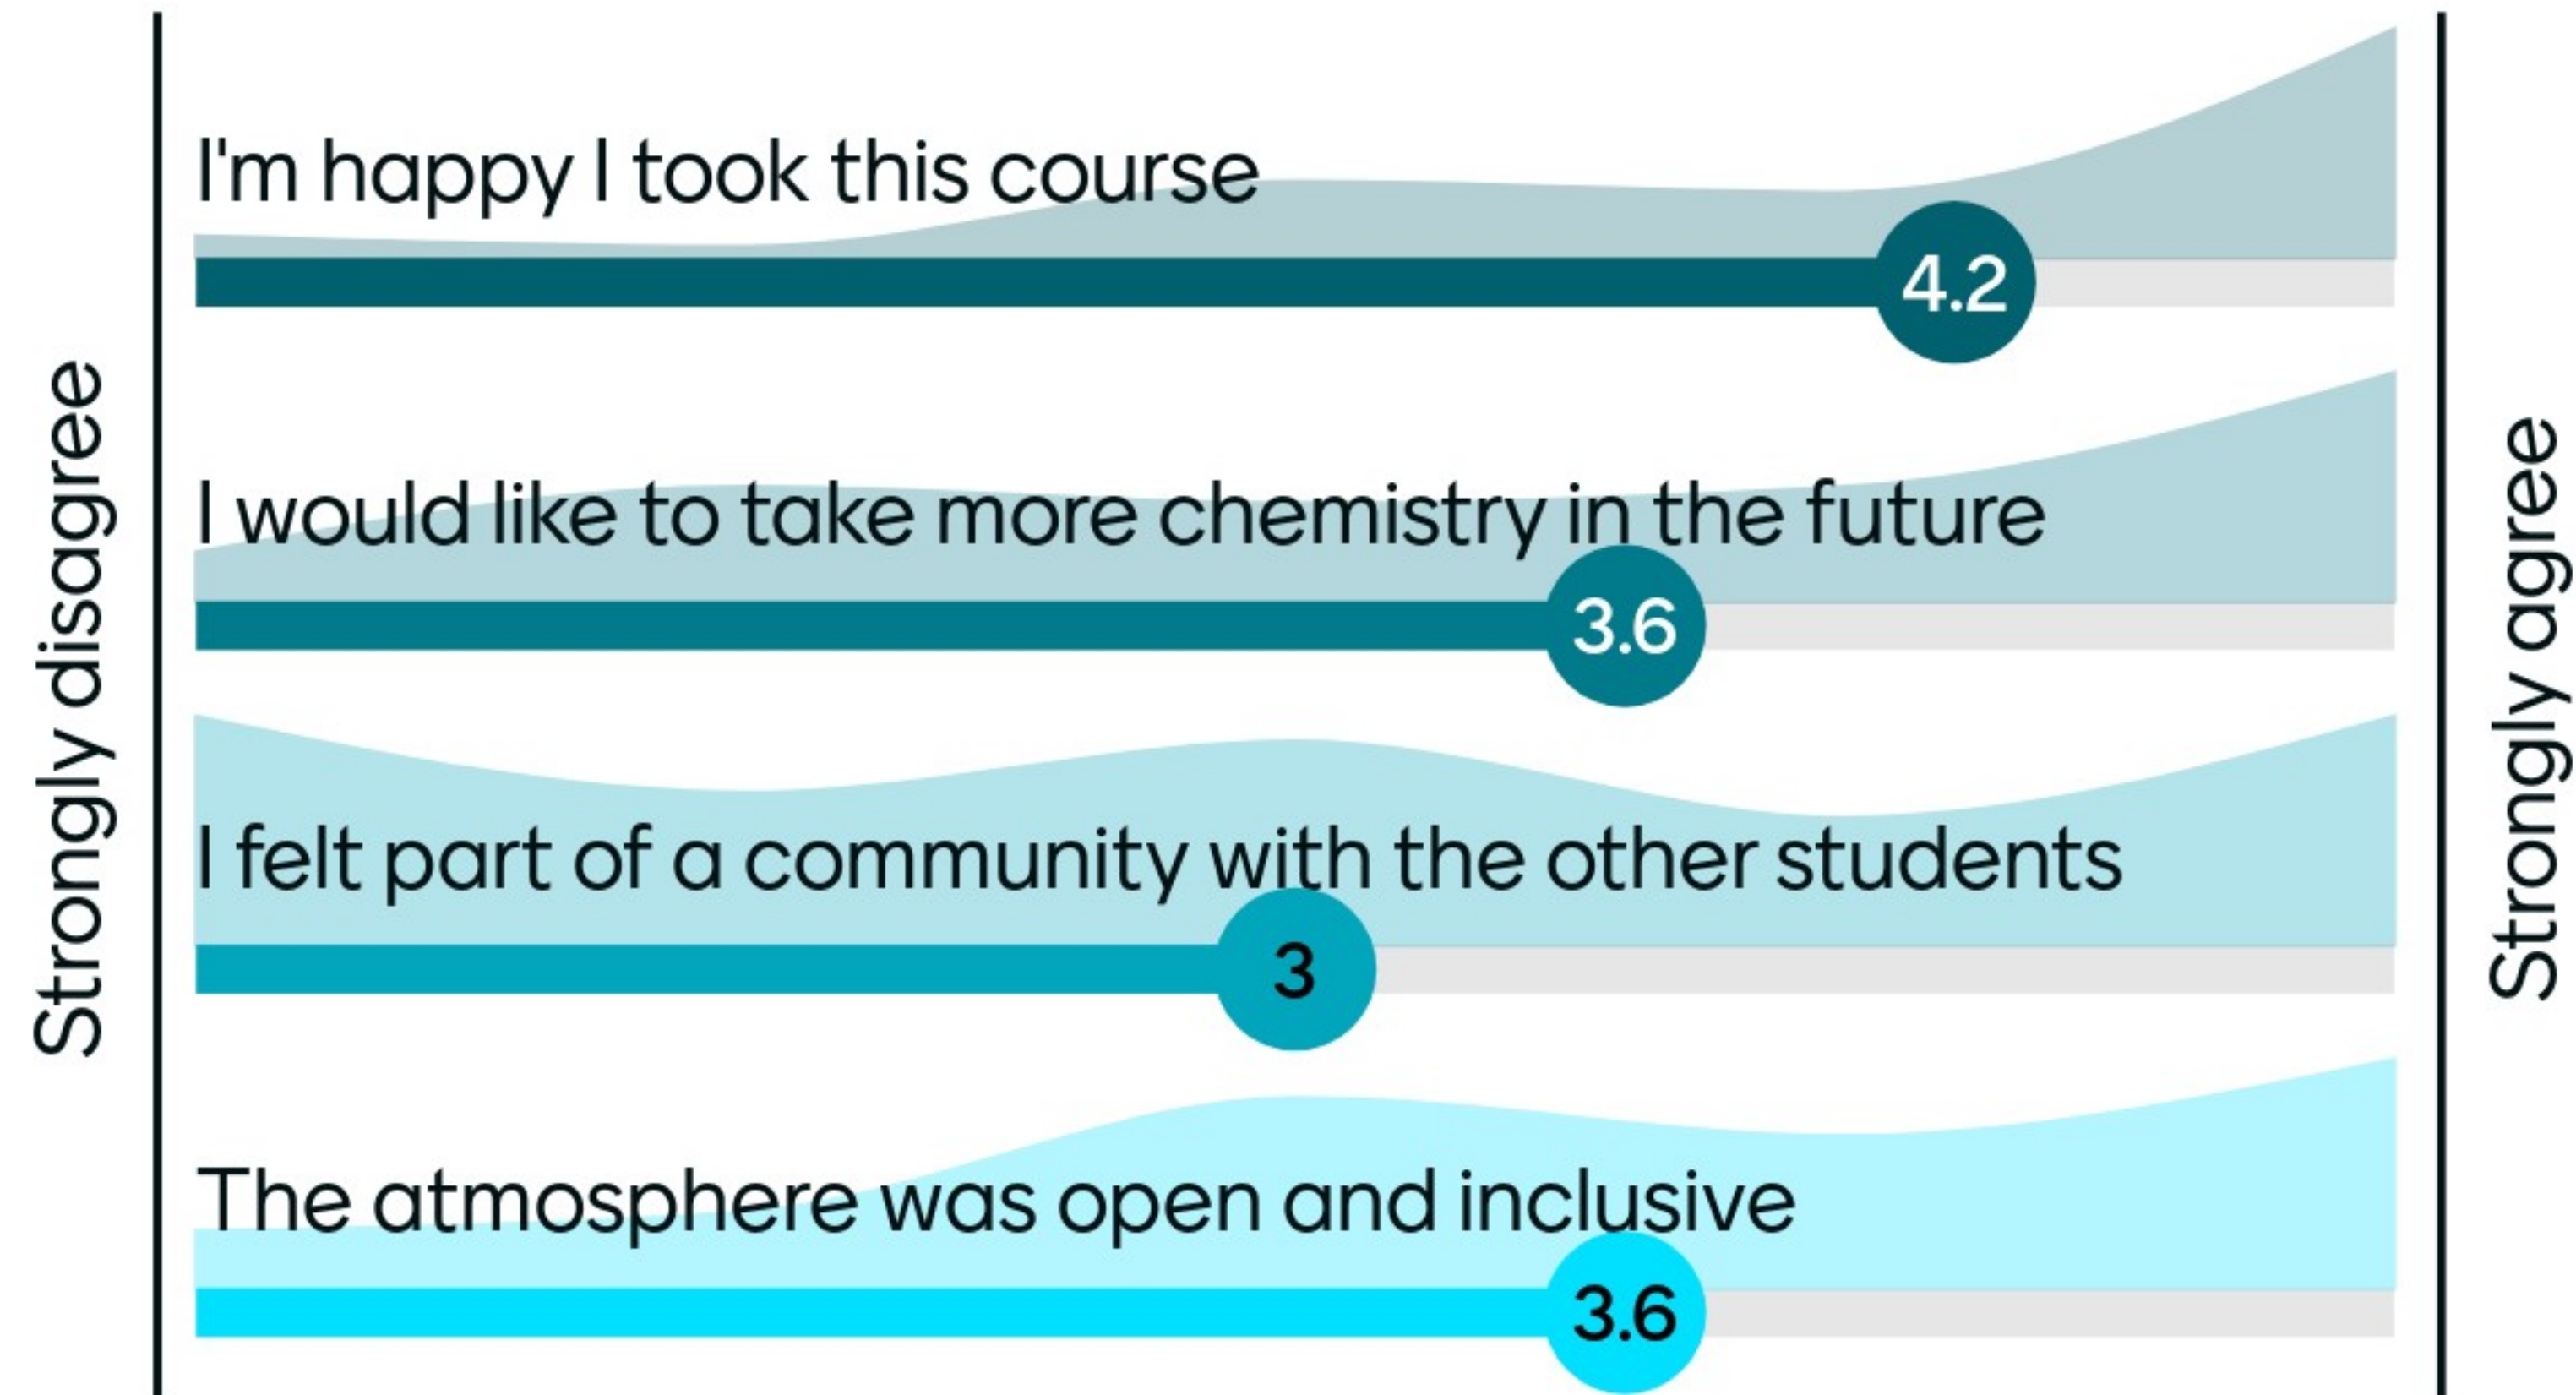 Strongly disagree
I'm happy I took this course
4.2
I would like to take more chemistry in the future
3.6
I felt part of a community with the other students
3
The atmosphere was open and inclusive
3.6
Strongly agree